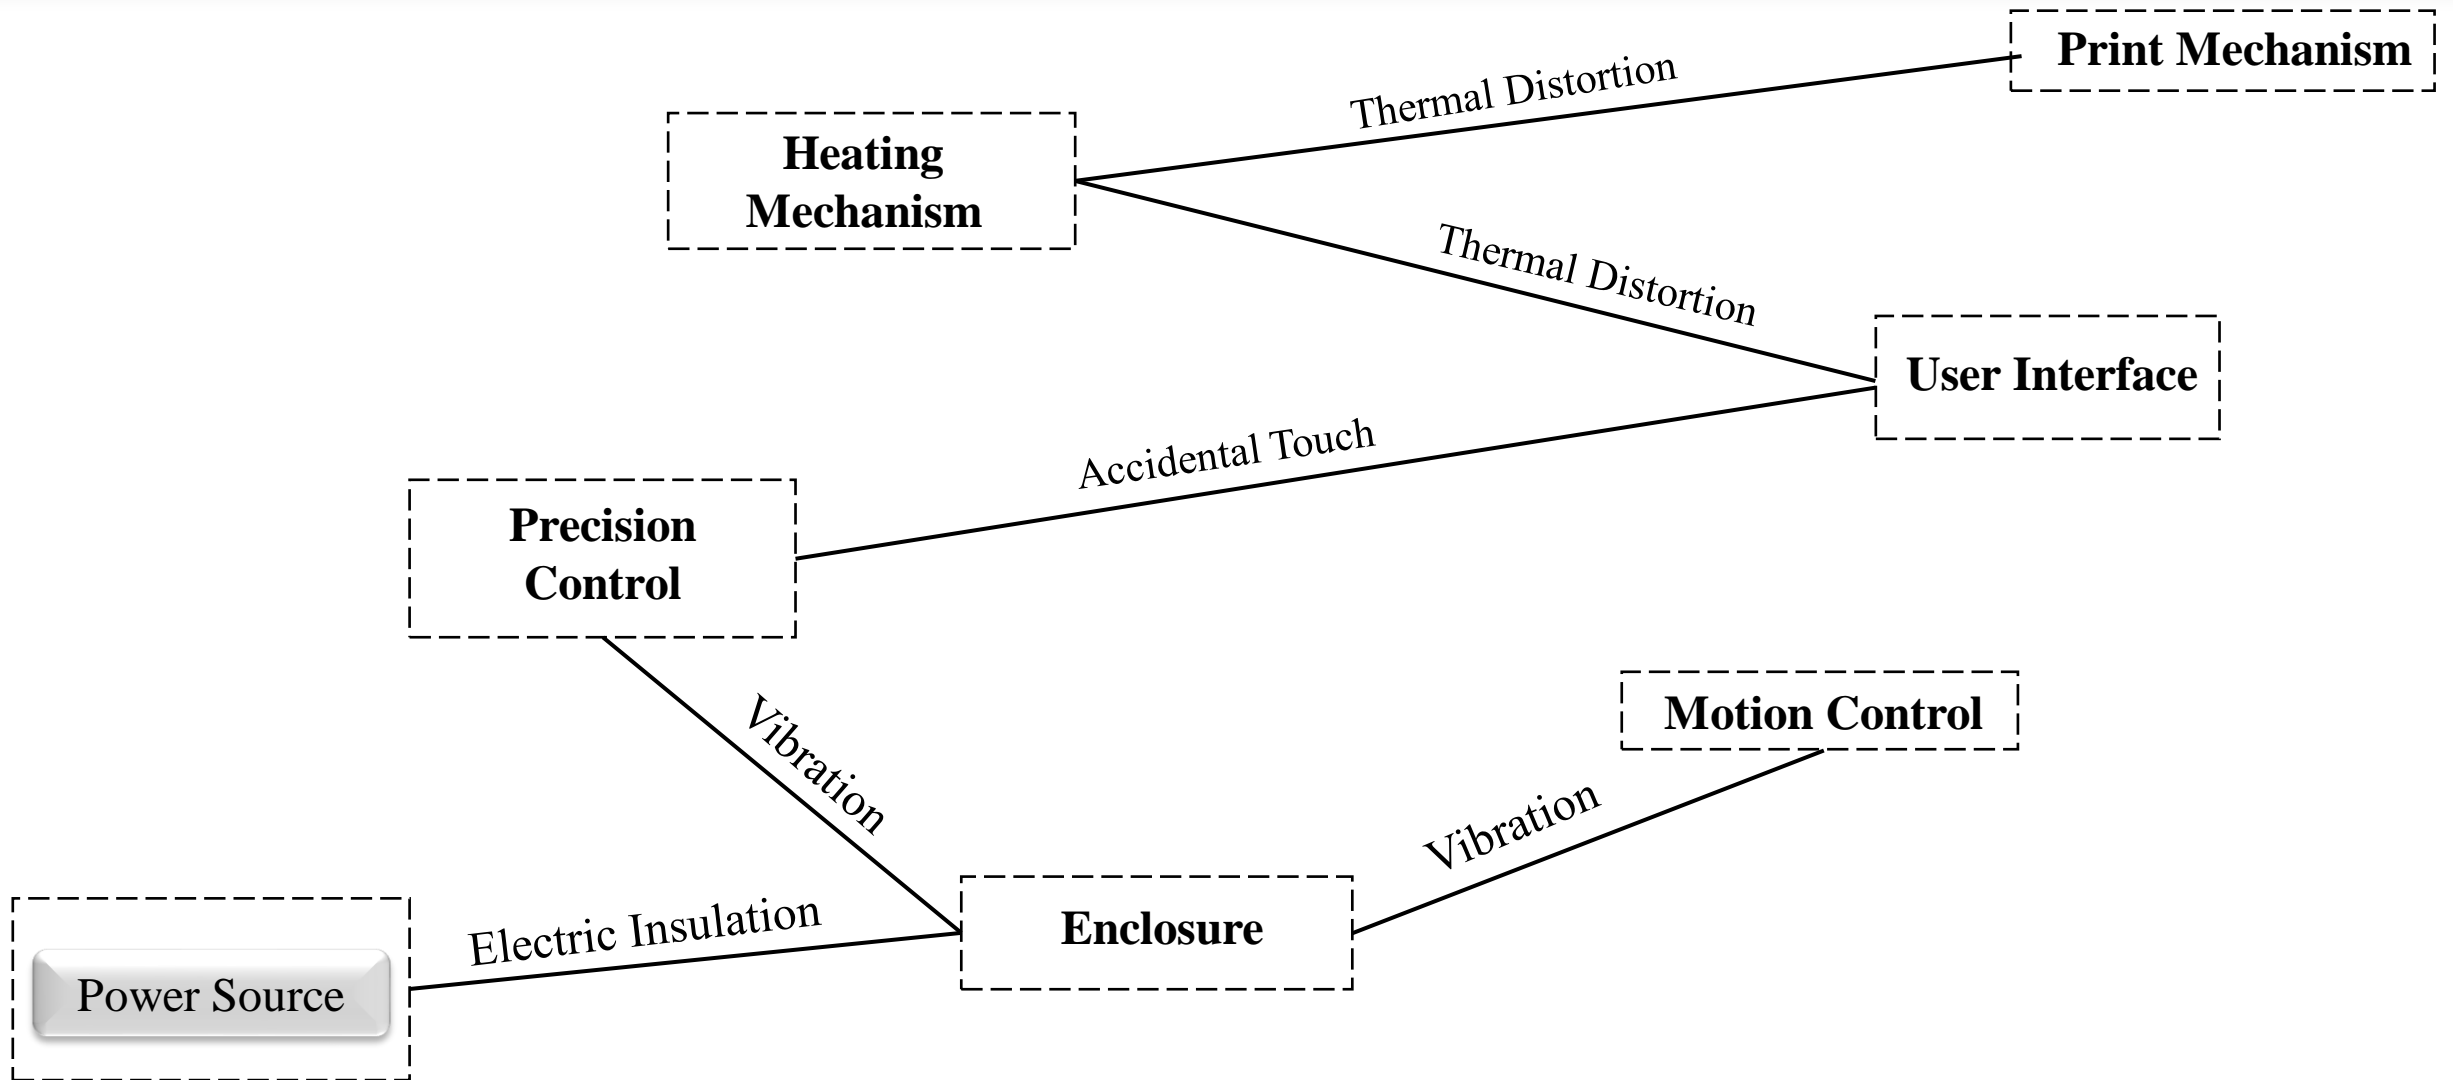 Print Mechanism
Thermal Distortion
Heating
Mechanism
Thermal Distortion
User Interface
Accidental Touch
Precision
Control
Motion Control
Vibration
Vibration
Enclosure
Electric Insulation
Power Source